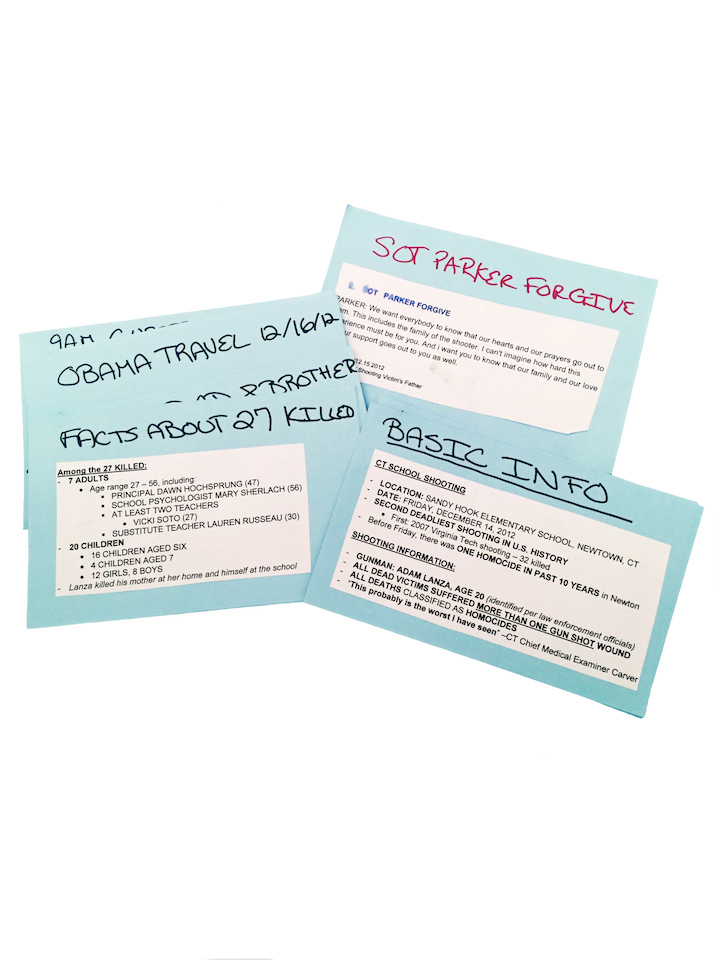 SOT PARKER FORGIVE
SOT PARKER FORGIVE
PARKER: We want everybody to know that our hearts and our prayers go out to
This includes the family of the shooter. I can't imagine how hard this
must be for you. And i want you to know that our family and our love
support goes out to you as well.
12.15.2012
Shooting Victim's Father
9AM
OBAMA TRAVEL 12/16/12
& BROTHER
FACTS ABOUT 27 KILLED
Among the 27 KILLED:
- 7 ADULTS
• Age range 27 – 56, including:
• PRINCIPAL DAWN HOCHSPRUNG (47)
• SCHOOL PSYCHOLOGIST MARY SHERLACH (56)
• AT LEAST TWO TEACHERS
• VICKI SOTO (27)
• SUBSTITUTE TEACHER LAUREN RUSSEAU (30)
- 20 CHILDREN
• 16 CHILDREN AGED SIX
• 4 CHILDREN AGED 7
• 12 GIRLS, 8 BOYS
- Lanza killed his mother at her home and himself at the school
BASIC INFO
CT SCHOOL SHOOTING
- LOCATION: SANDY HOOK ELEMENTARY SCHOOL, NEWTOWN, CT
- DATE: FRIDAY, DECEMBER 14, 2012
- SECOND DEADLIEST SHOOTING IN U.S. HISTORY
• First: 2007 Virginia Tech shooting – 32 killed
- Before Friday, there was ONE HOMICIDE IN PAST 10 YEARS in Newton
SHOOTING INFORMATION:
- GUNMAN: ADAM LANZA, AGE 20 (identified per law enforcement officials)
- ALL DEAD VICTIMS SUFFERED MORE THAN ONE GUN SHOT WOUND
- ALL DEATHS CLASSIFIED AS HOMICIDES
- "This probably is the worst I have seen" –CT Chief Medical Examiner Carver